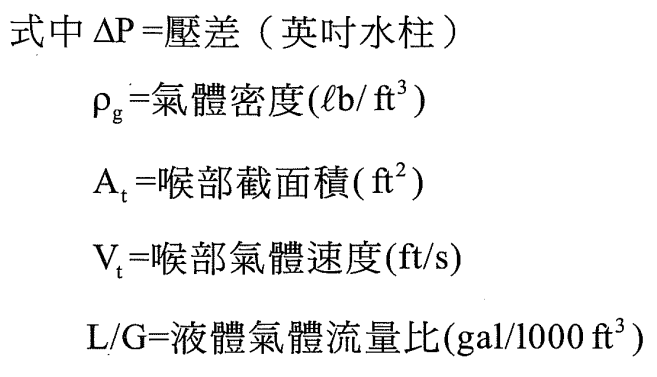 式中 ΔP =壓差（英吋水柱）
ρg =氣體密度(ℓb/ ft³ )
At =喉部截面積( ft² )
Vt =喉部氣體速度(ft/s)
L/G=液體氣體流量比(gal/l000 ft³ )